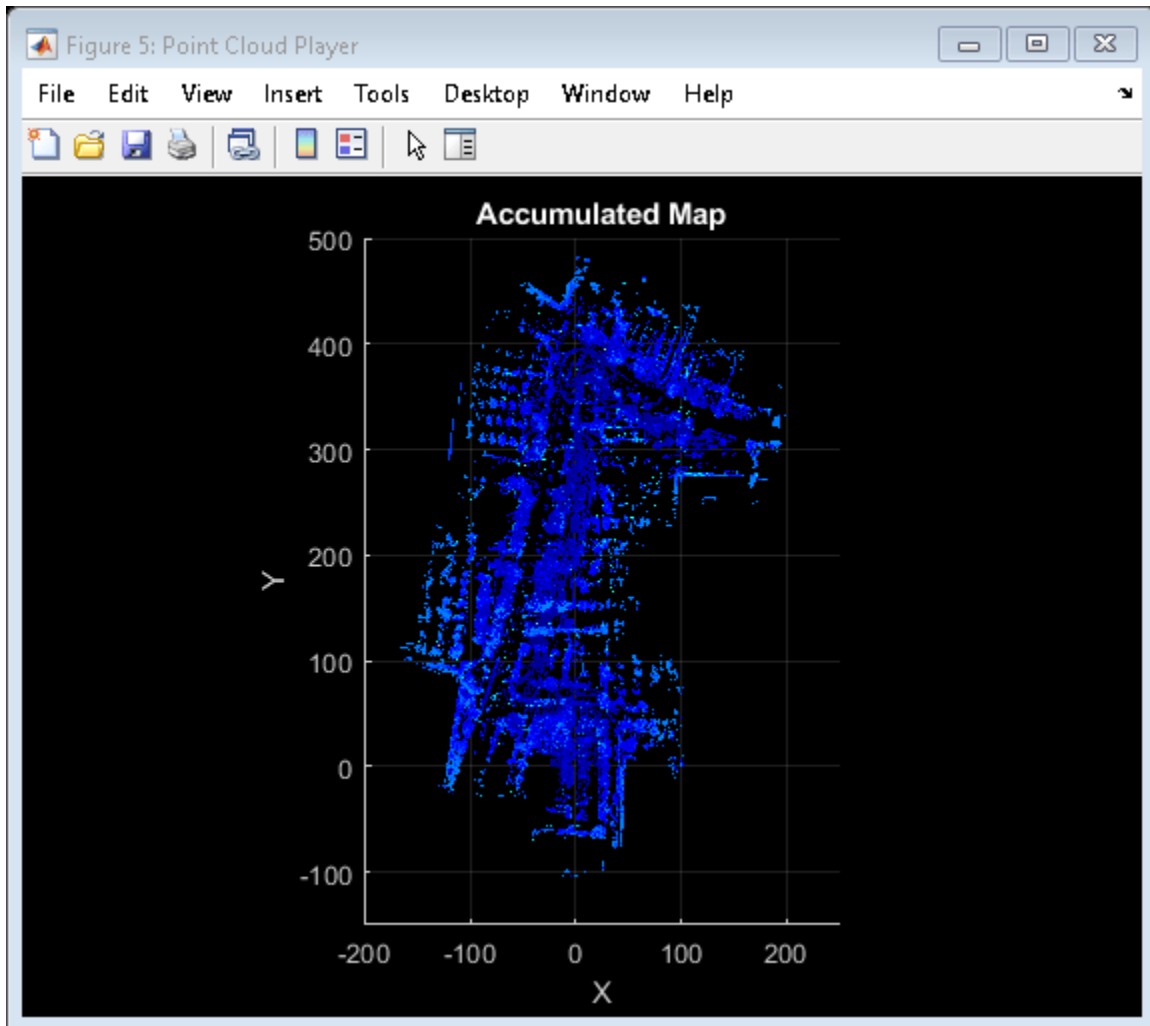 Figure 5: Point Cloud Player
File Edit View Insert Tools Desktop Window Help
Accumulated Map
500
400
300
200
100
0
-100
Y
-200 -100 0 100 200
X